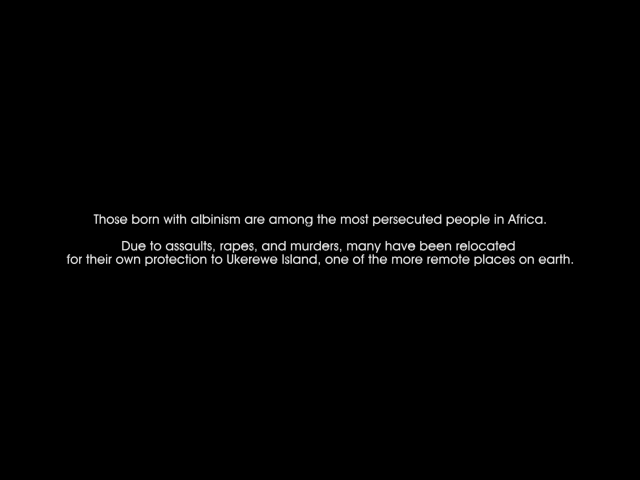 Those born with albinism are among the most persecuted people in Africa.
Due to assaults, rapes, and murders, many have been relocated
for their own protection to Ukerewe Island, one of the more remote places on earth.